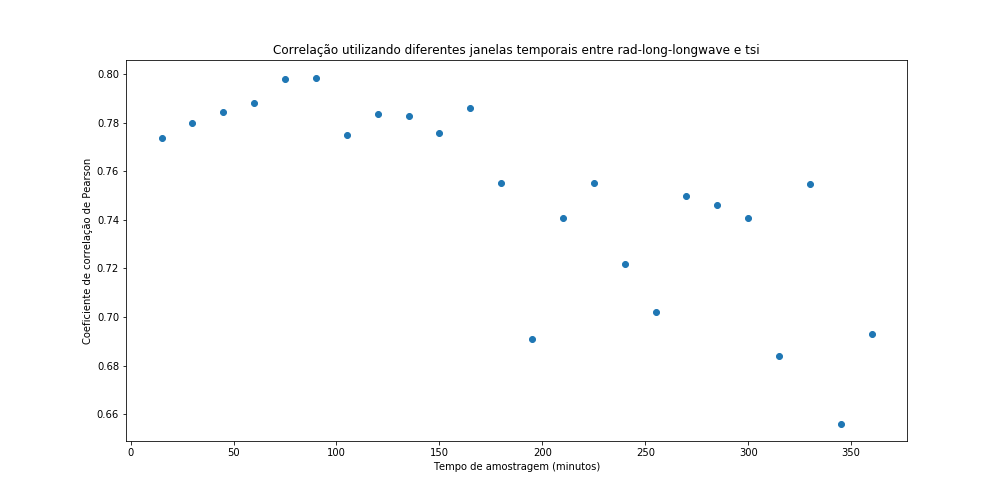 Correlação utilizando diferentes janelas temporais entre rad-long-longwave e tsi
0.80
0.78
0.76
0.74
0.72
0.70
0.68
0.66
Coeficiente de correlação de Pearson
0 50 100 150 200 250 300 350
Tempo de amostragem (minutos)